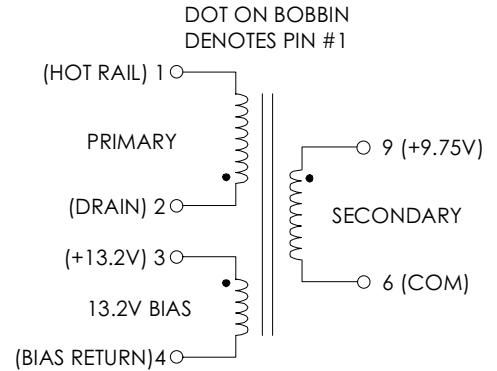 DOT ON BOBBIN
DENOTES PIN #1
(HOT RAIL) 1
PRIMARY
(DRAIN) 2
(+13.2V) 3
13.2V BIAS
(BIAS RETURN)4
9 (+9.75V)
SECONDARY
6 (COM)